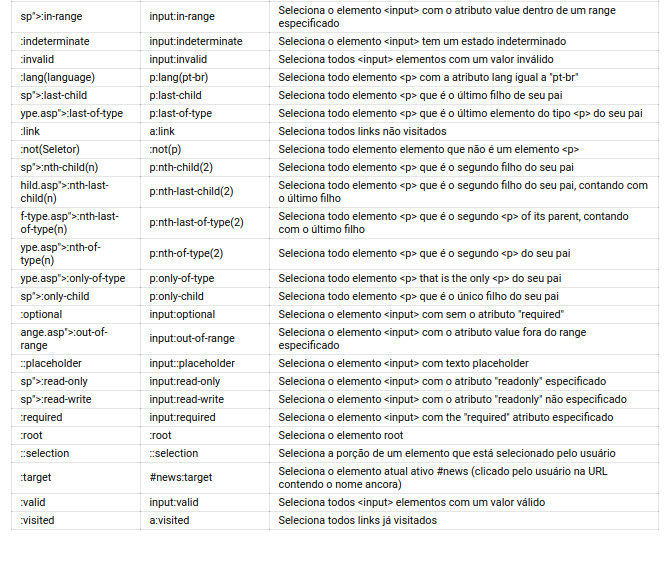 sp">:in-range input:in-range Seleciona o elemento <input> com o atributo value dentro de um range
especificado
:indeterminate input:indeterminate Seleciona o elemento <input> tem um estado indeterminado
:invalid input:invalid Seleciona todos <input> elementos com um valor inválido
:lang(language) p:lang(pt-br) Seleciona todo elemento <p> com a atributo lang igual a "pt-br"
sp">:last-child p:last-child Seleciona todo elemento <p> que é o último filho de seu pai
ype.asp">:last-of-type p:last-of-type Seleciona todo elemento <p> que é o último elemento do tipo <p> do seu pai
:link a:link Seleciona todos links não visitados
:not(Seletor) :not(p) Seleciona todo elemento elemento que não é um elemento <p>
sp">:nth-child(n) p:nth-child(2) Seleciona todo elemento <p> que é o segundo filho do seu pai
hild.asp">:nth-last-
child(n) p:nth-last-child(2) Seleciona todo elemento <p> que é o segundo filho do seu pai, contando com
o último filho
f-type.asp">:nth-last-
of-type(n) p:nth-last-of-type(2) Seleciona todo elemento <p> que é o segundo <p> of its parent, contando
com o último filho
ype.asp">:nth-of-
type(n) p:nth-of-type(2) Seleciona todo elemento <p> que é o segundo <p> do seu pai
ype.asp">:only-of-type p:only-of-type Seleciona todo elemento <p> that is the only <p> do seu pai
sp">:only-child p:only-child Seleciona todo elemento <p> que é o único filho do seu pai
:optional input:optional Seleciona o elemento <input> com sem o atributo "required"
ange.asp">:out-of-
range input:out-of-range Seleciona o elemento <input> com o atributo value fora do range
especificado
::placeholder input::placeholder Seleciona o elemento <input> com texto placeholder
sp">:read-only input:read-only Seleciona o elemento <input> com o atributo "readonly" especificado
sp">:read-write input:read-write Seleciona o elemento <input> com o atributo "readonly" não especificado
:required input:required Seleciona o elemento <input> com the "required" atributo especificado
:root :root Seleciona o elemento root
::selection ::selection Seleciona a porção de um elemento que está selecionado pelo usuário
:target #news:target Seleciona o elemento atual ativo #news (clicado pelo usuário na URL
contendo o nome ancora)
:valid input:valid Seleciona todos <input> elementos com um valor válido
:visited a:visited Seleciona todos links já visitados